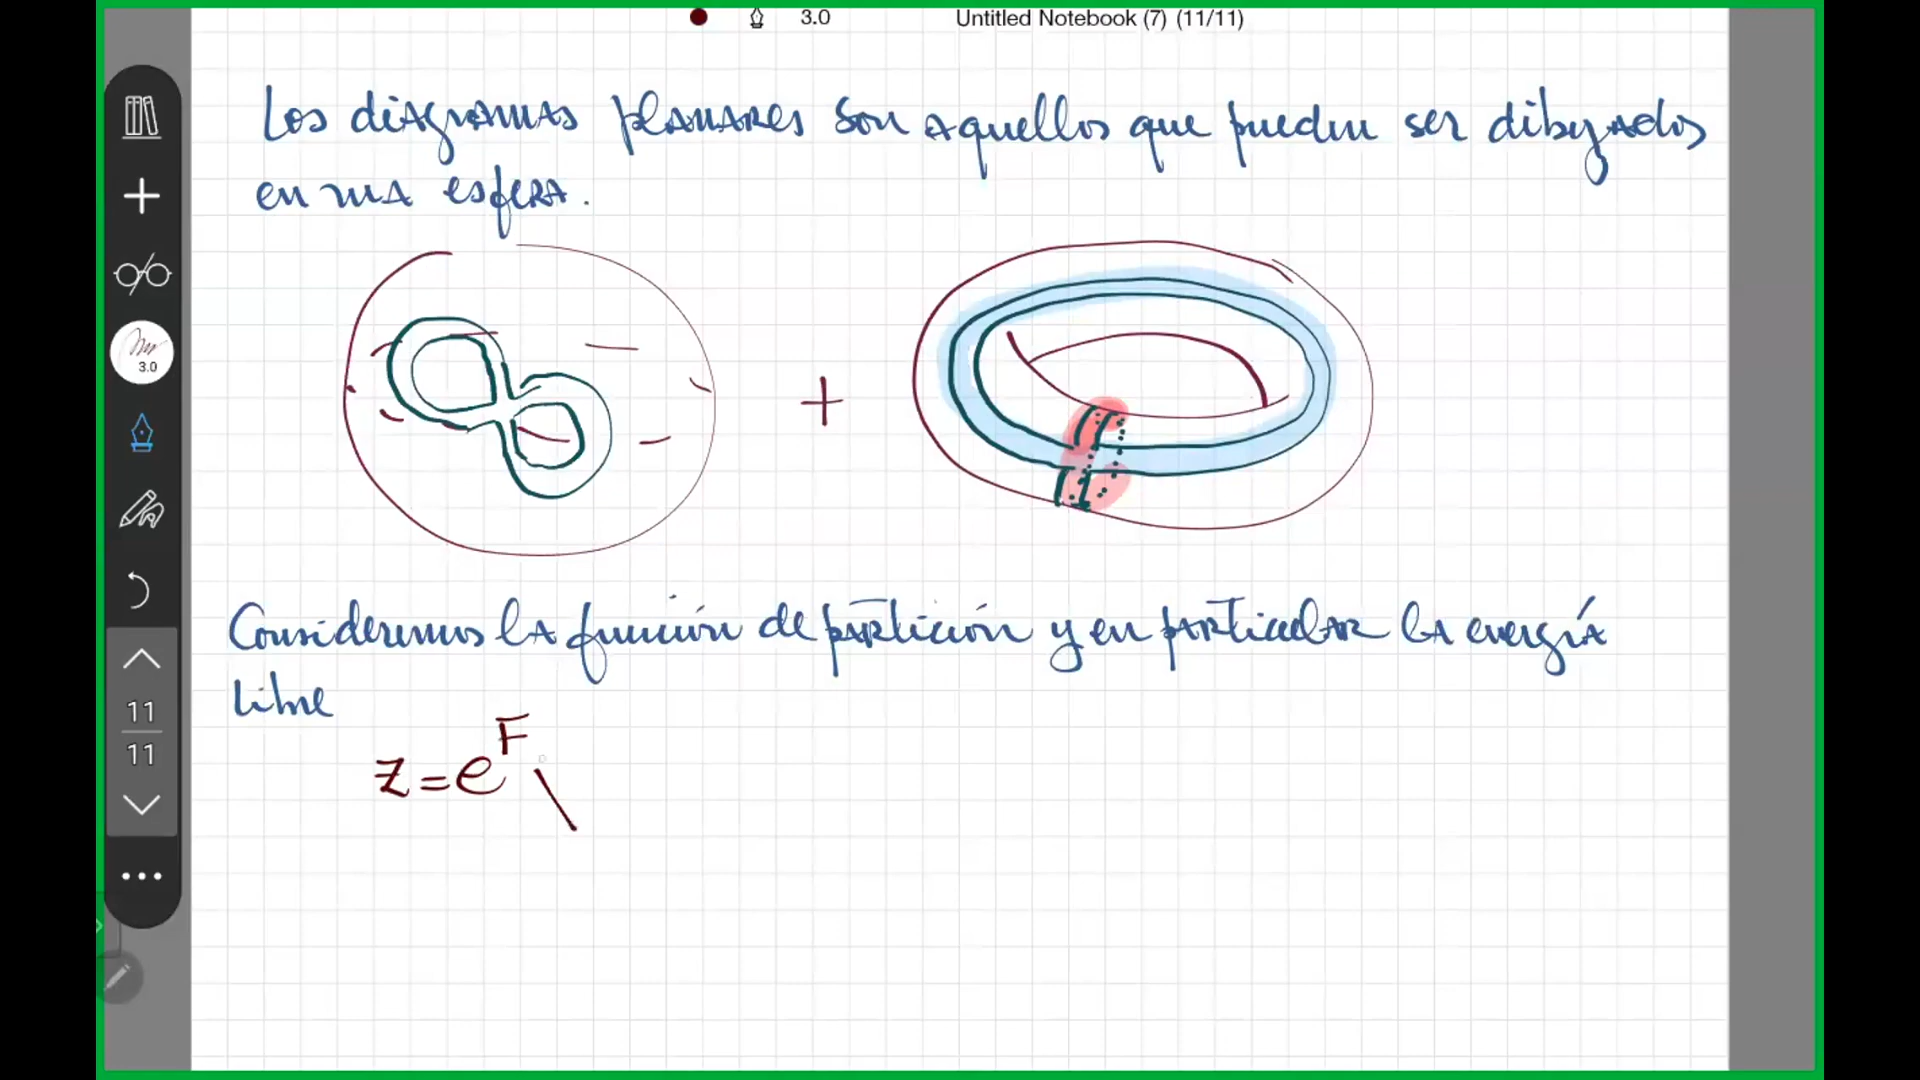 3.0 Untitled Notebook (7) (11/11)
Los diagramas planares son aquellos que pueden ser dibujados
en una esfera.
3.0
+
Consideremos la función de partición y en particular la energía
libre
11
11
z = e^F \